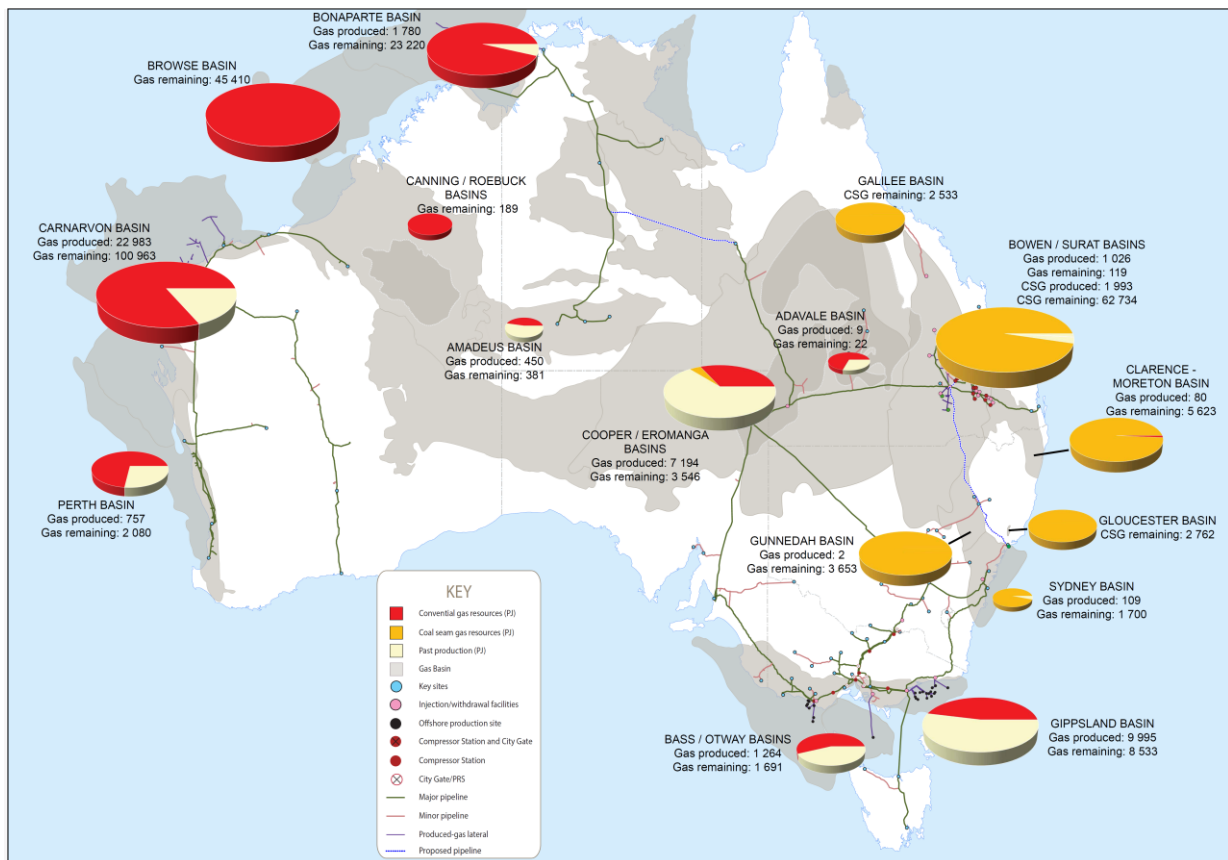 BONAPARTE BASIN
Gas produced: 1 780
Gas remaining: 23 220
BROWSE BASIN
Gas remaining: 45 410
CANNING / ROEBUCK
BASINS
Gas remaining: 189
GALILEE BASIN
CSG remaining: 2 533
CARNARVON BASIN
Gas produced: 22 983
Gas remaining: 100 963
BOWEN / SURAT BASINS
Gas produced: 1 026
Gas remaining: 119
CSG produced: 1 993
CSG remaining: 62 734
ADAVALE BASIN
Gas produced: 9
Gas remaining: 22
AMADEUS BASIN
Gas produced: 450
Gas remaining: 381
CLARENCE -
MORETON BASIN
Gas produced: 80
Gas remaining: 5 623
COOPER / EROMANGA
BASINS
Gas produced: 7 194
Gas remaining: 3 546
PERTH BASIN
Gas produced: 757
Gas remaining: 2 080
GLOUCESTER BASIN
CSG remaining: 2 762
GUNNEDAH BASIN
Gas produced: 2
Gas remaining: 3 653
SYDNEY BASIN
Gas produced: 109
Gas remaining: 1 700
GIPPSLAND BASIN
Gas produced: 9 995
Gas remaining: 8 533
BASS / OTWAY BASINS
Gas produced: 1 264
Gas remaining: 1 691
KEY
Convential gas resources (PJ)
Coal seam gas resources (PJ)
Past production (PJ)
Gas Basin
Key sites
Injection/withdrawal facilities
Offshore production site
Compressor Station and City Gate
Compressor Station
City Gate/PRS
Major pipeline
Minor pipeline
Produced-gas lateral
Proposed pipeline